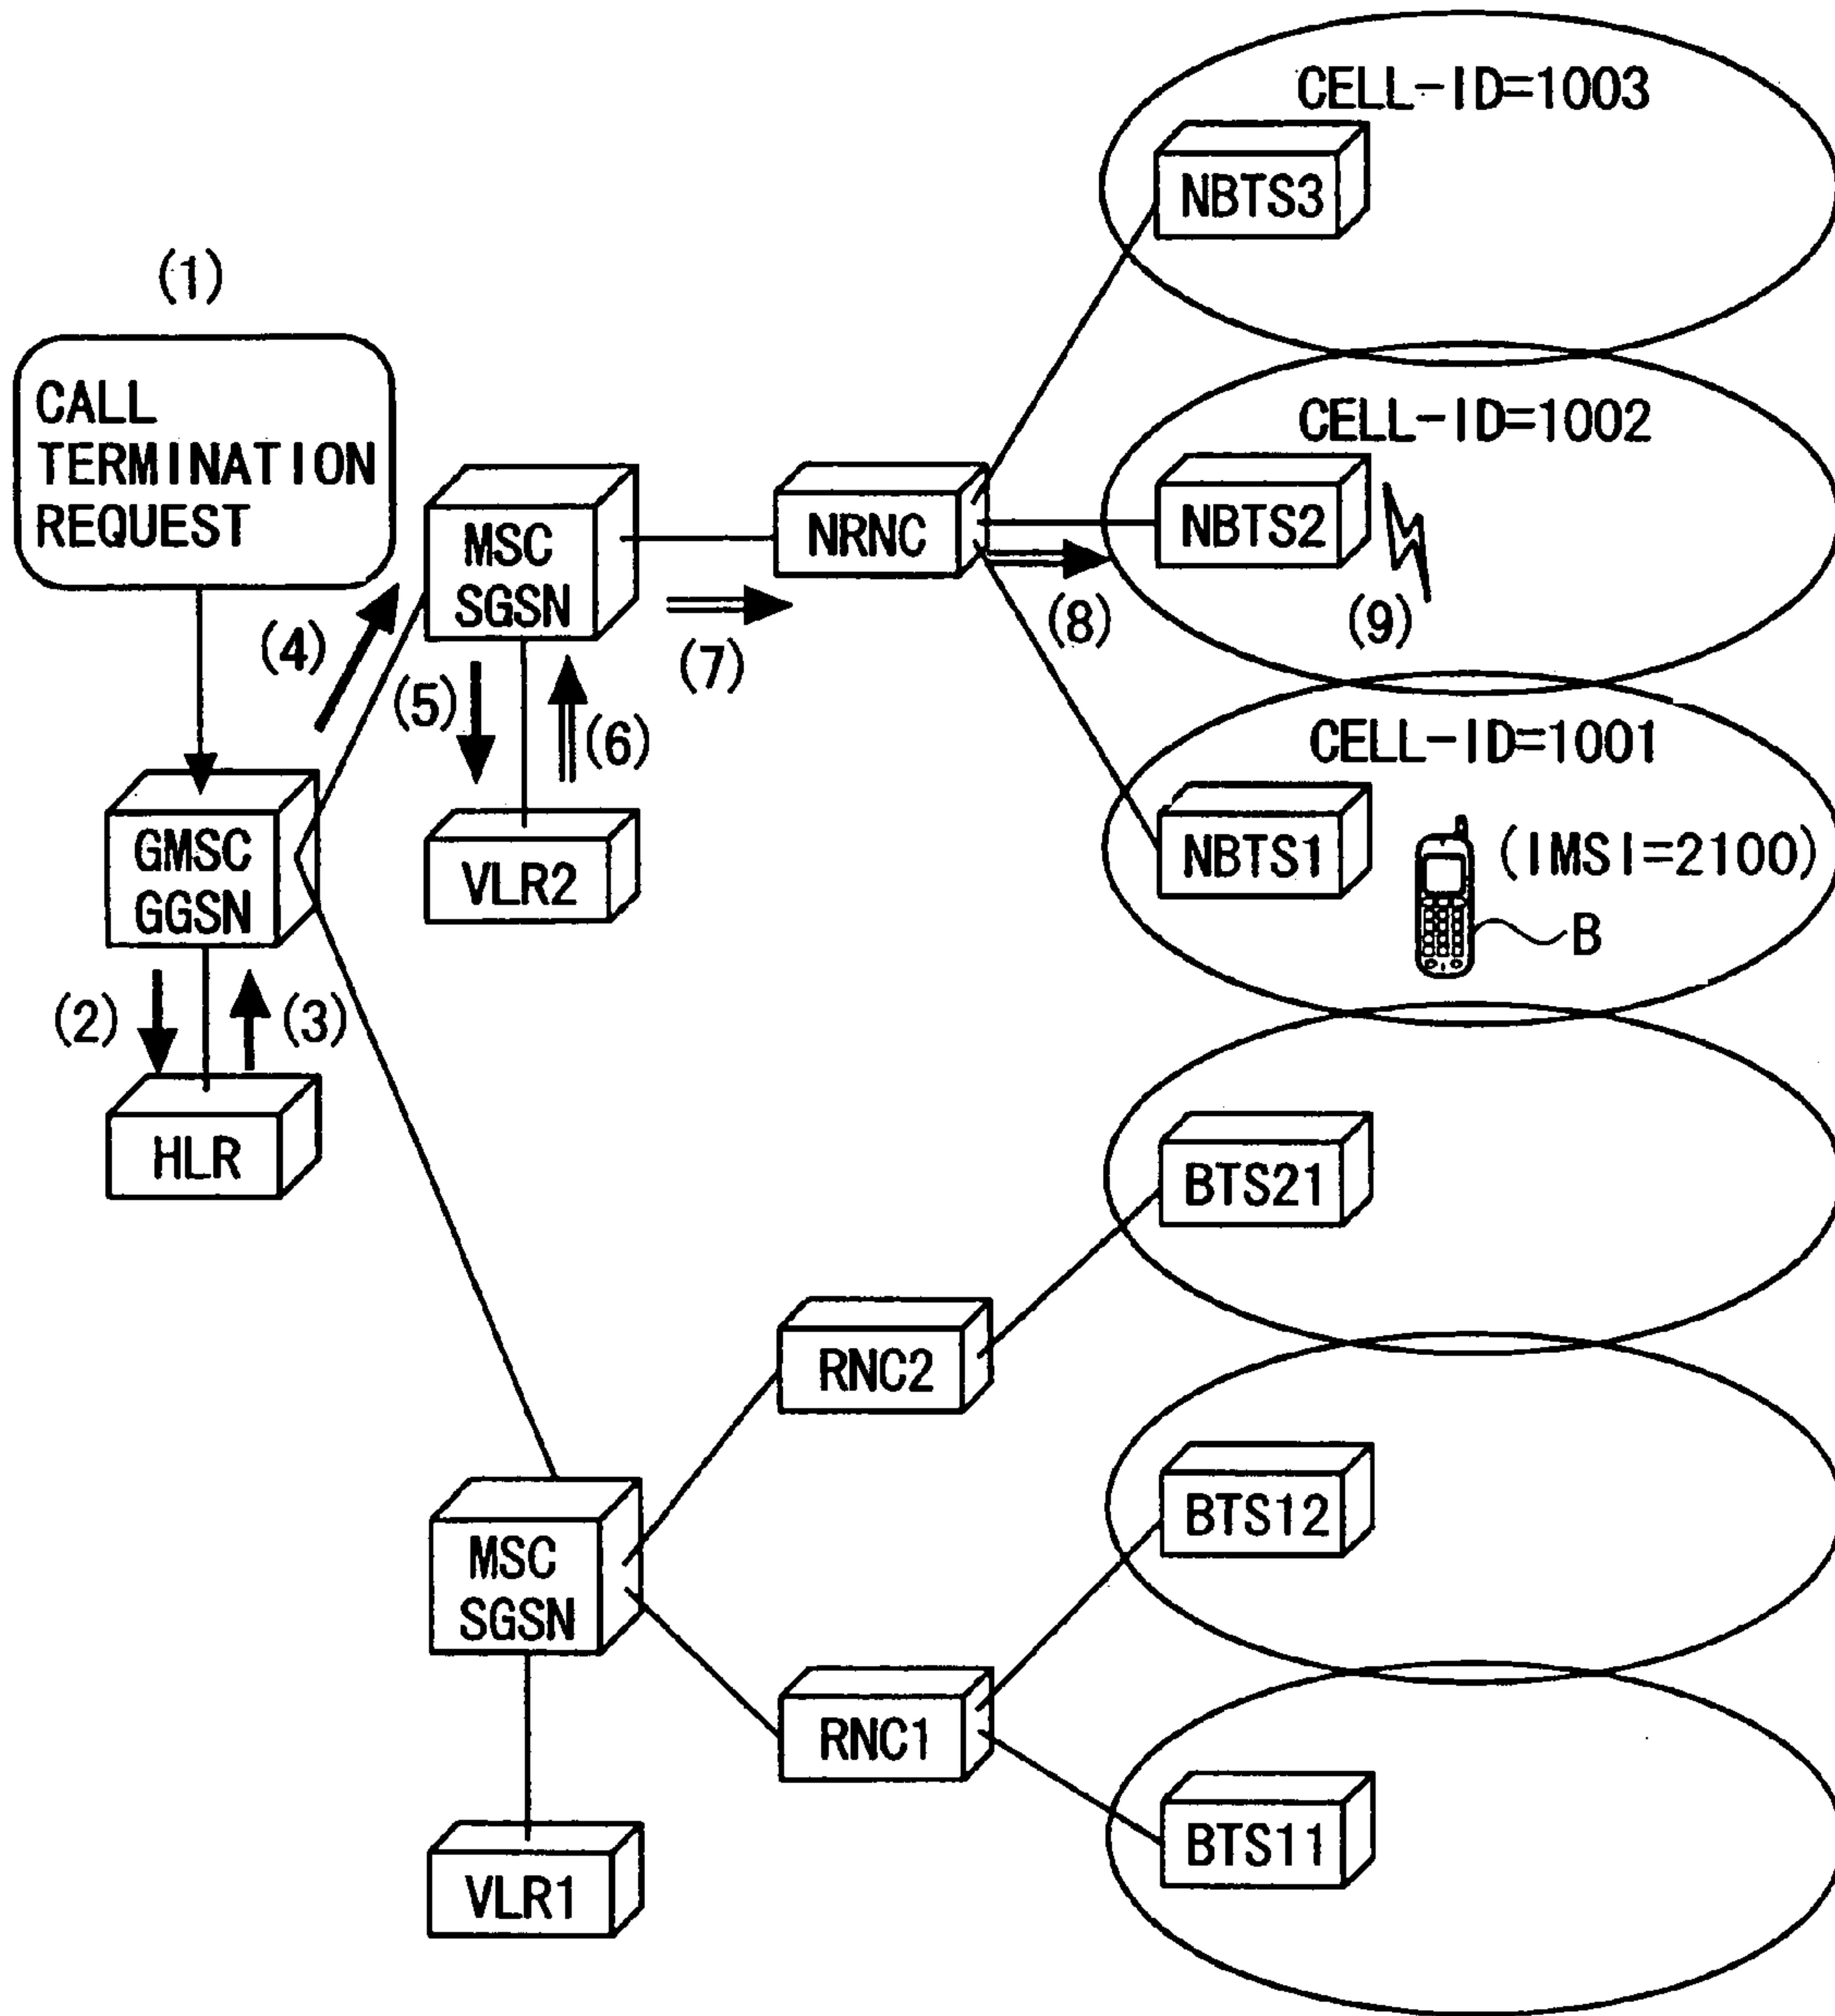 (1)
CALL
TERMINATION
REQUEST
CELL-ID=1003
NBTS3
CELL-ID=1002
NBTS2
(9)
MSC
SGSN
NRNC
(4)
(5)
(6)
(7)
(8)
CELL-ID=1001
NBTS1
(IMSI=2100)
B
GMSC
GGSN
VLR2
(2)
(3)
HLR
BTS21
RNC2
BTS12
MSC
SGSN
RNC1
BTS11
VLR1